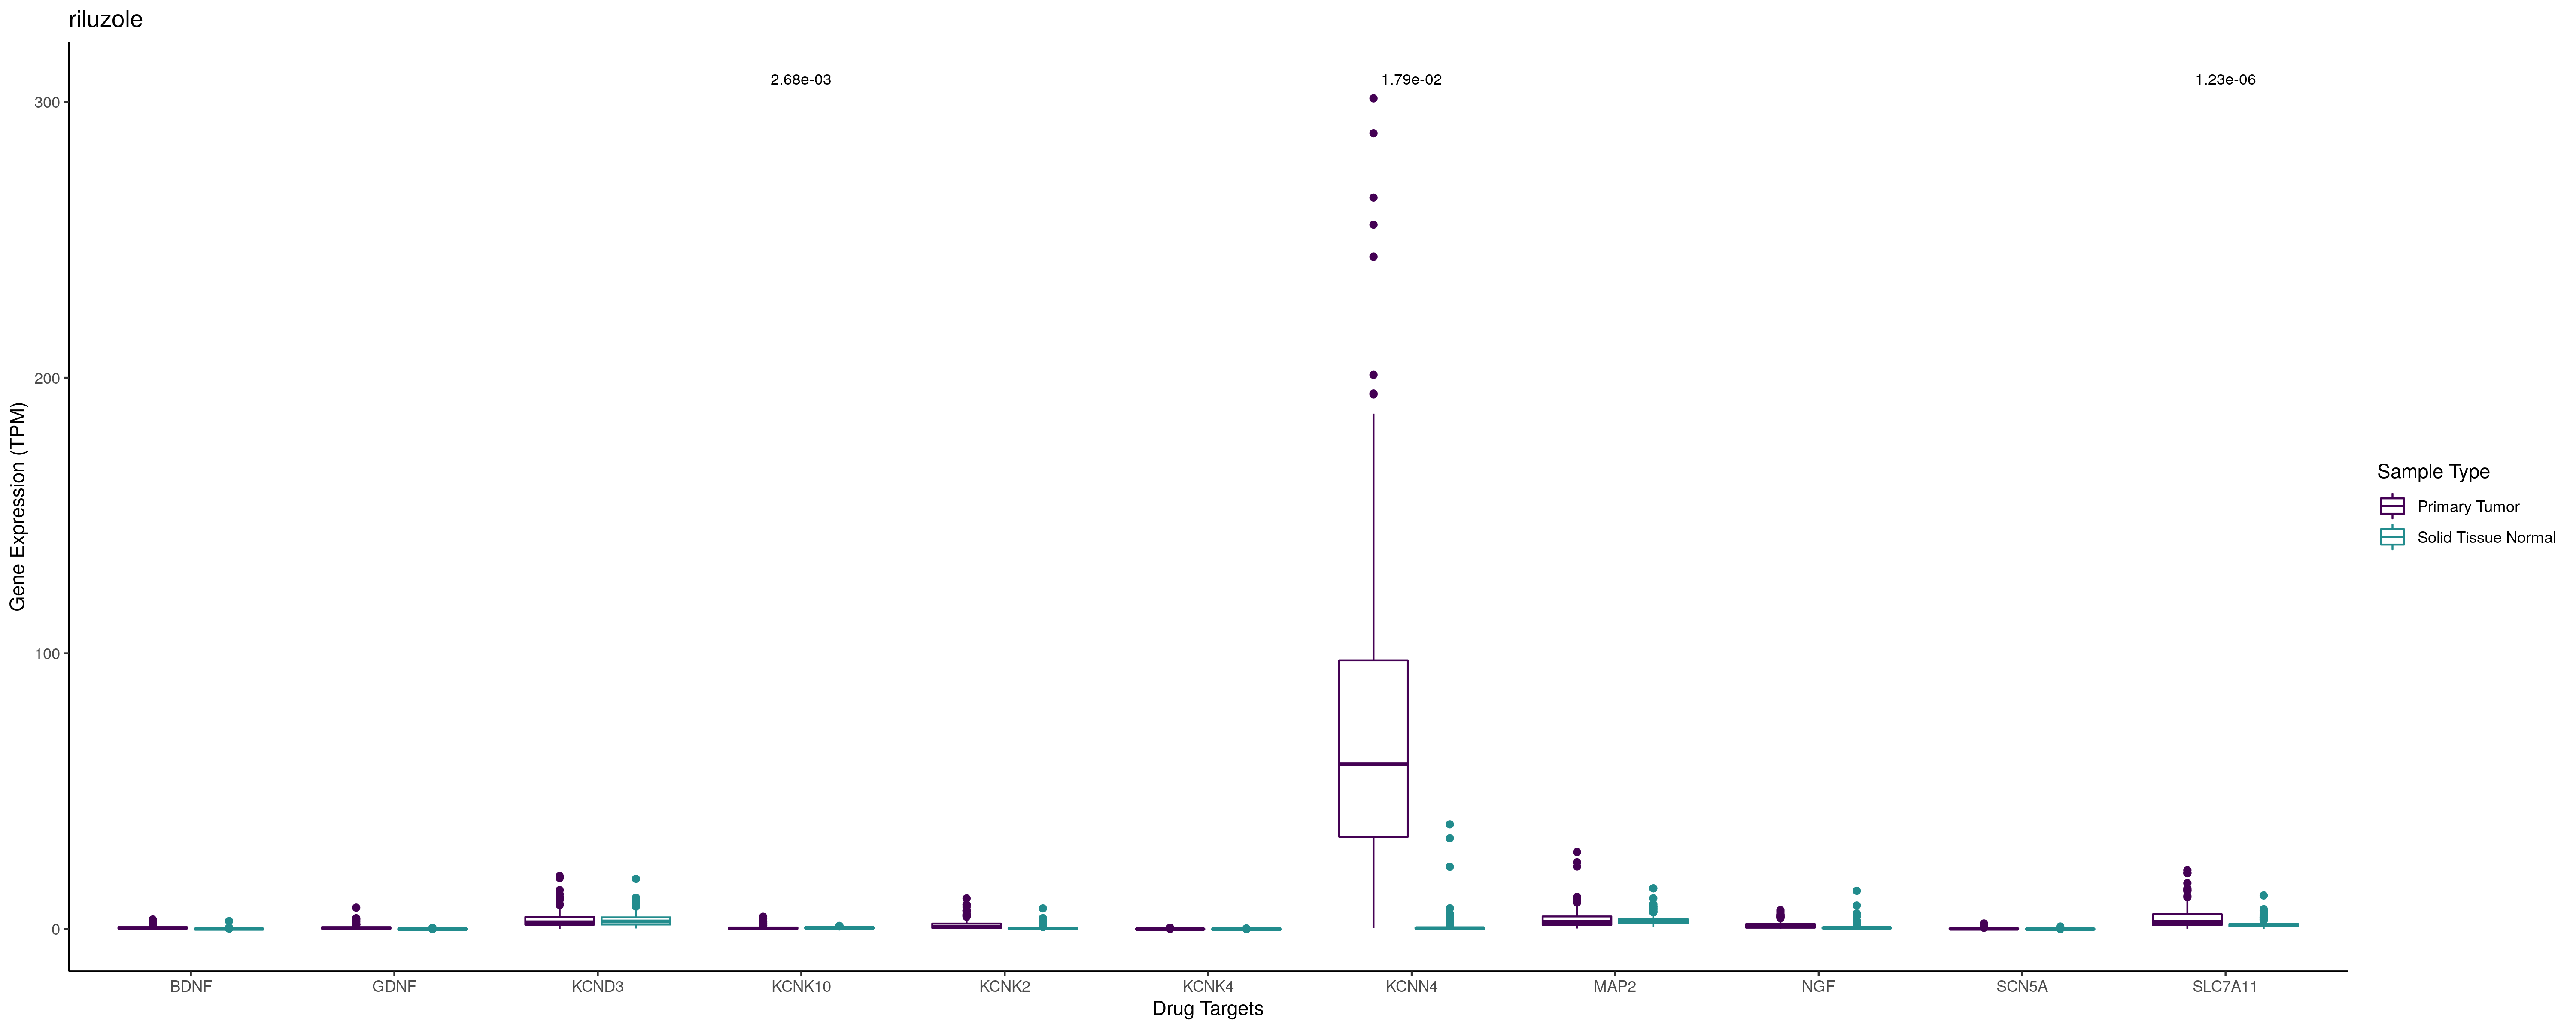 riluzole
2.68e-03 1.79e-02 1.23e-06
300
200
100
0
Gene Expression (TPM)
BDNF GDNF KCND3 KCNK10 KCNK2 KCNK4 KCNN4 MAP2 NGF SCN5A SLC7A11
Drug Targets
Sample Type
Primary Tumor
Solid Tissue Normal